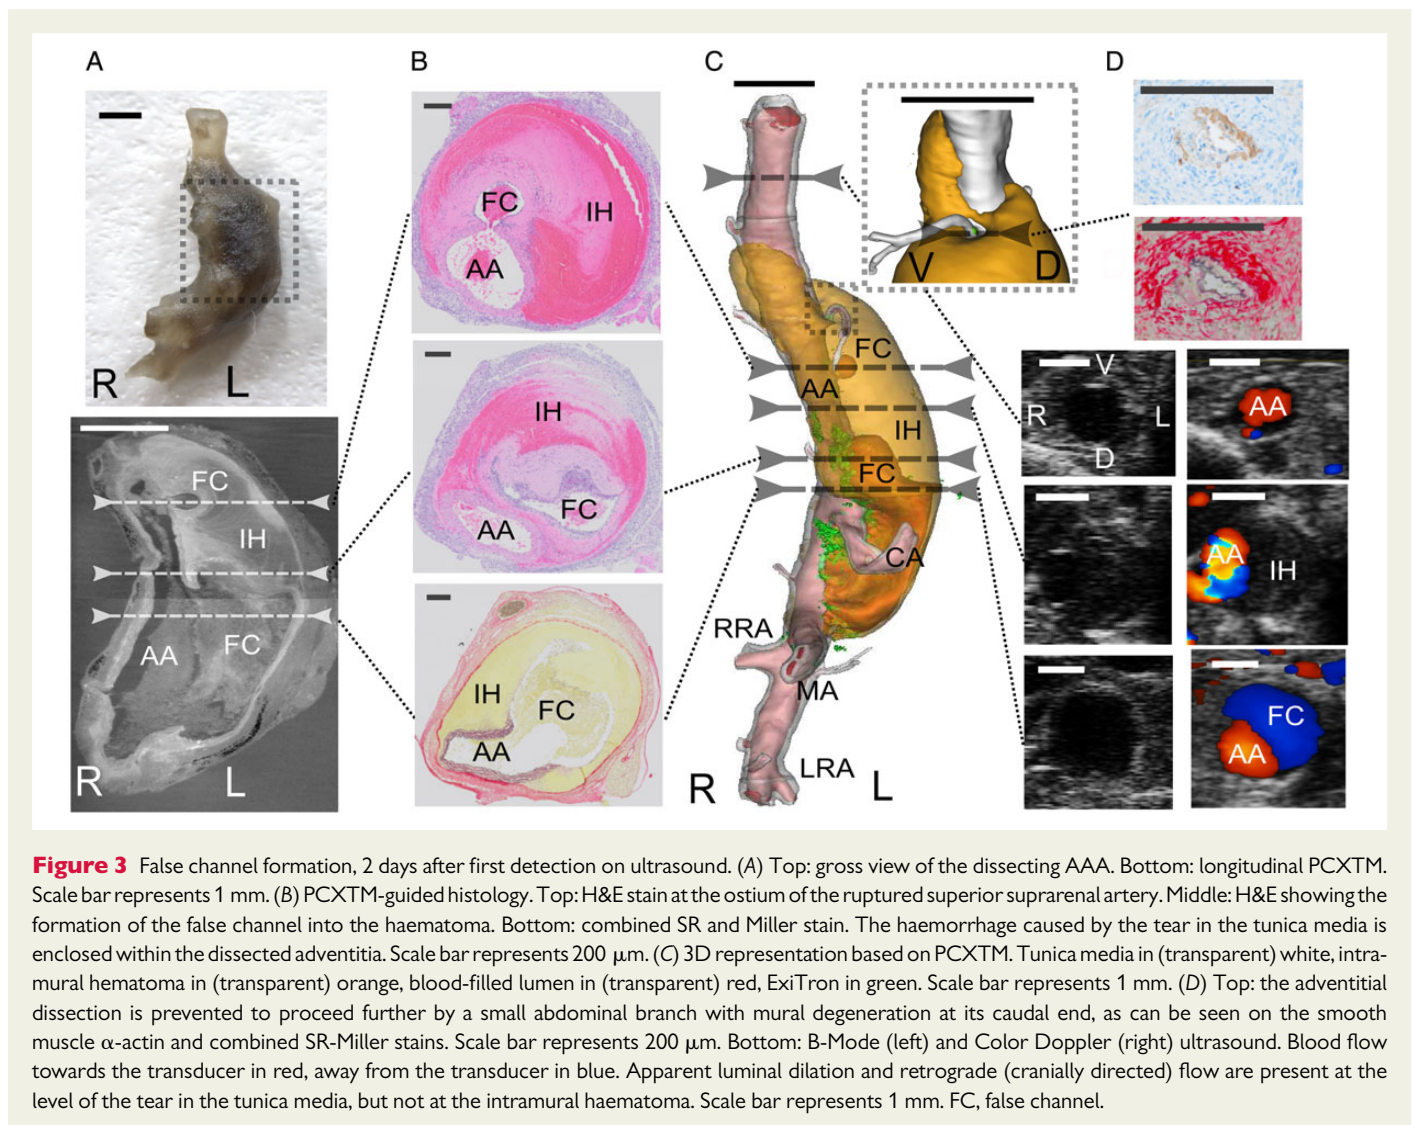 A
B
C
D
FC
IH
AA
R
L
V
D
FC
AA
IH
FC
CA
RRA
MA
LRA
R
L
FC
IH
AA
FC
R
L
IH
AA
FC
IH
FC
AA
V
R
L
D
AA
AA
IH
FC
AA
Figure 3 False channel formation, 2 days after first detection on ultrasound. (A) Top: gross view of the dissecting AAA. Bottom: longitudinal PCXTM.
Scale bar represents 1 mm. (B) PCXTM-guided histology. Top: H&E stain at the ostium of the ruptured superior suprarenal artery. Middle: H&E showing the
formation of the false channel into the haematoma. Bottom: combined SR and Miller stain. The haemorrhage caused by the tear in the tunica media is
enclosed within the dissected adventitia. Scale bar represents 200 μm. (C) 3D representation based on PCXTM. Tunica media in (transparent) white, intra-
mural hematoma in (transparent) orange, blood-filled lumen in (transparent) red, ExiTron in green. Scale bar represents 1 mm. (D) Top: the adventitial
dissection is prevented to proceed further by a small abdominal branch with mural degeneration at its caudal end, as can be seen on the smooth
muscle α-actin and combined SR-Miller stains. Scale bar represents 200 μm. Bottom: B-Mode (left) and Color Doppler (right) ultrasound. Blood flow
towards the transducer in red, away from the transducer in blue. Apparent luminal dilation and retrograde (cranially directed) flow are present at the
level of the tear in the tunica media, but not at the intramural haematoma. Scale bar represents 1 mm. FC, false channel.